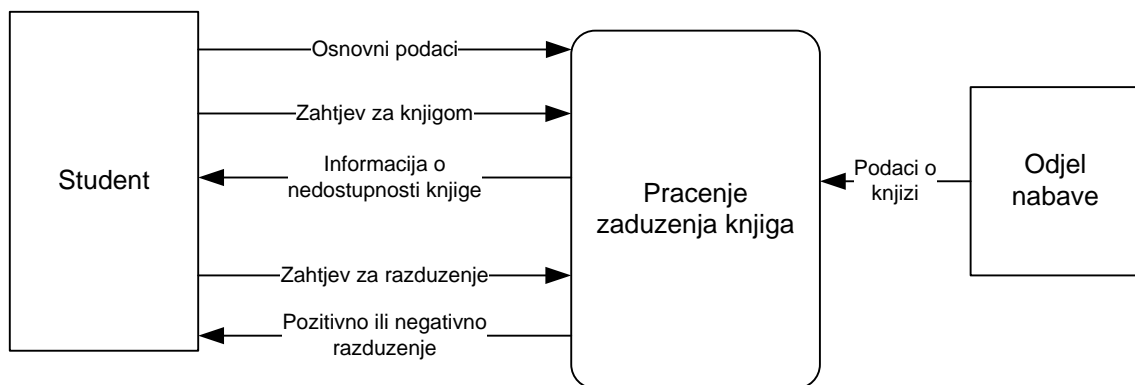 Student
Osnovni podaci
Zahtjev za knjigom
Informacija o
nedostupnosti knjige
Zahtjev za razduzenje
Pozitivno ili negativno
razduzenje
Pracenje
zaduzenja knjiga
Podaci o
knjizi
Odjel
nabave